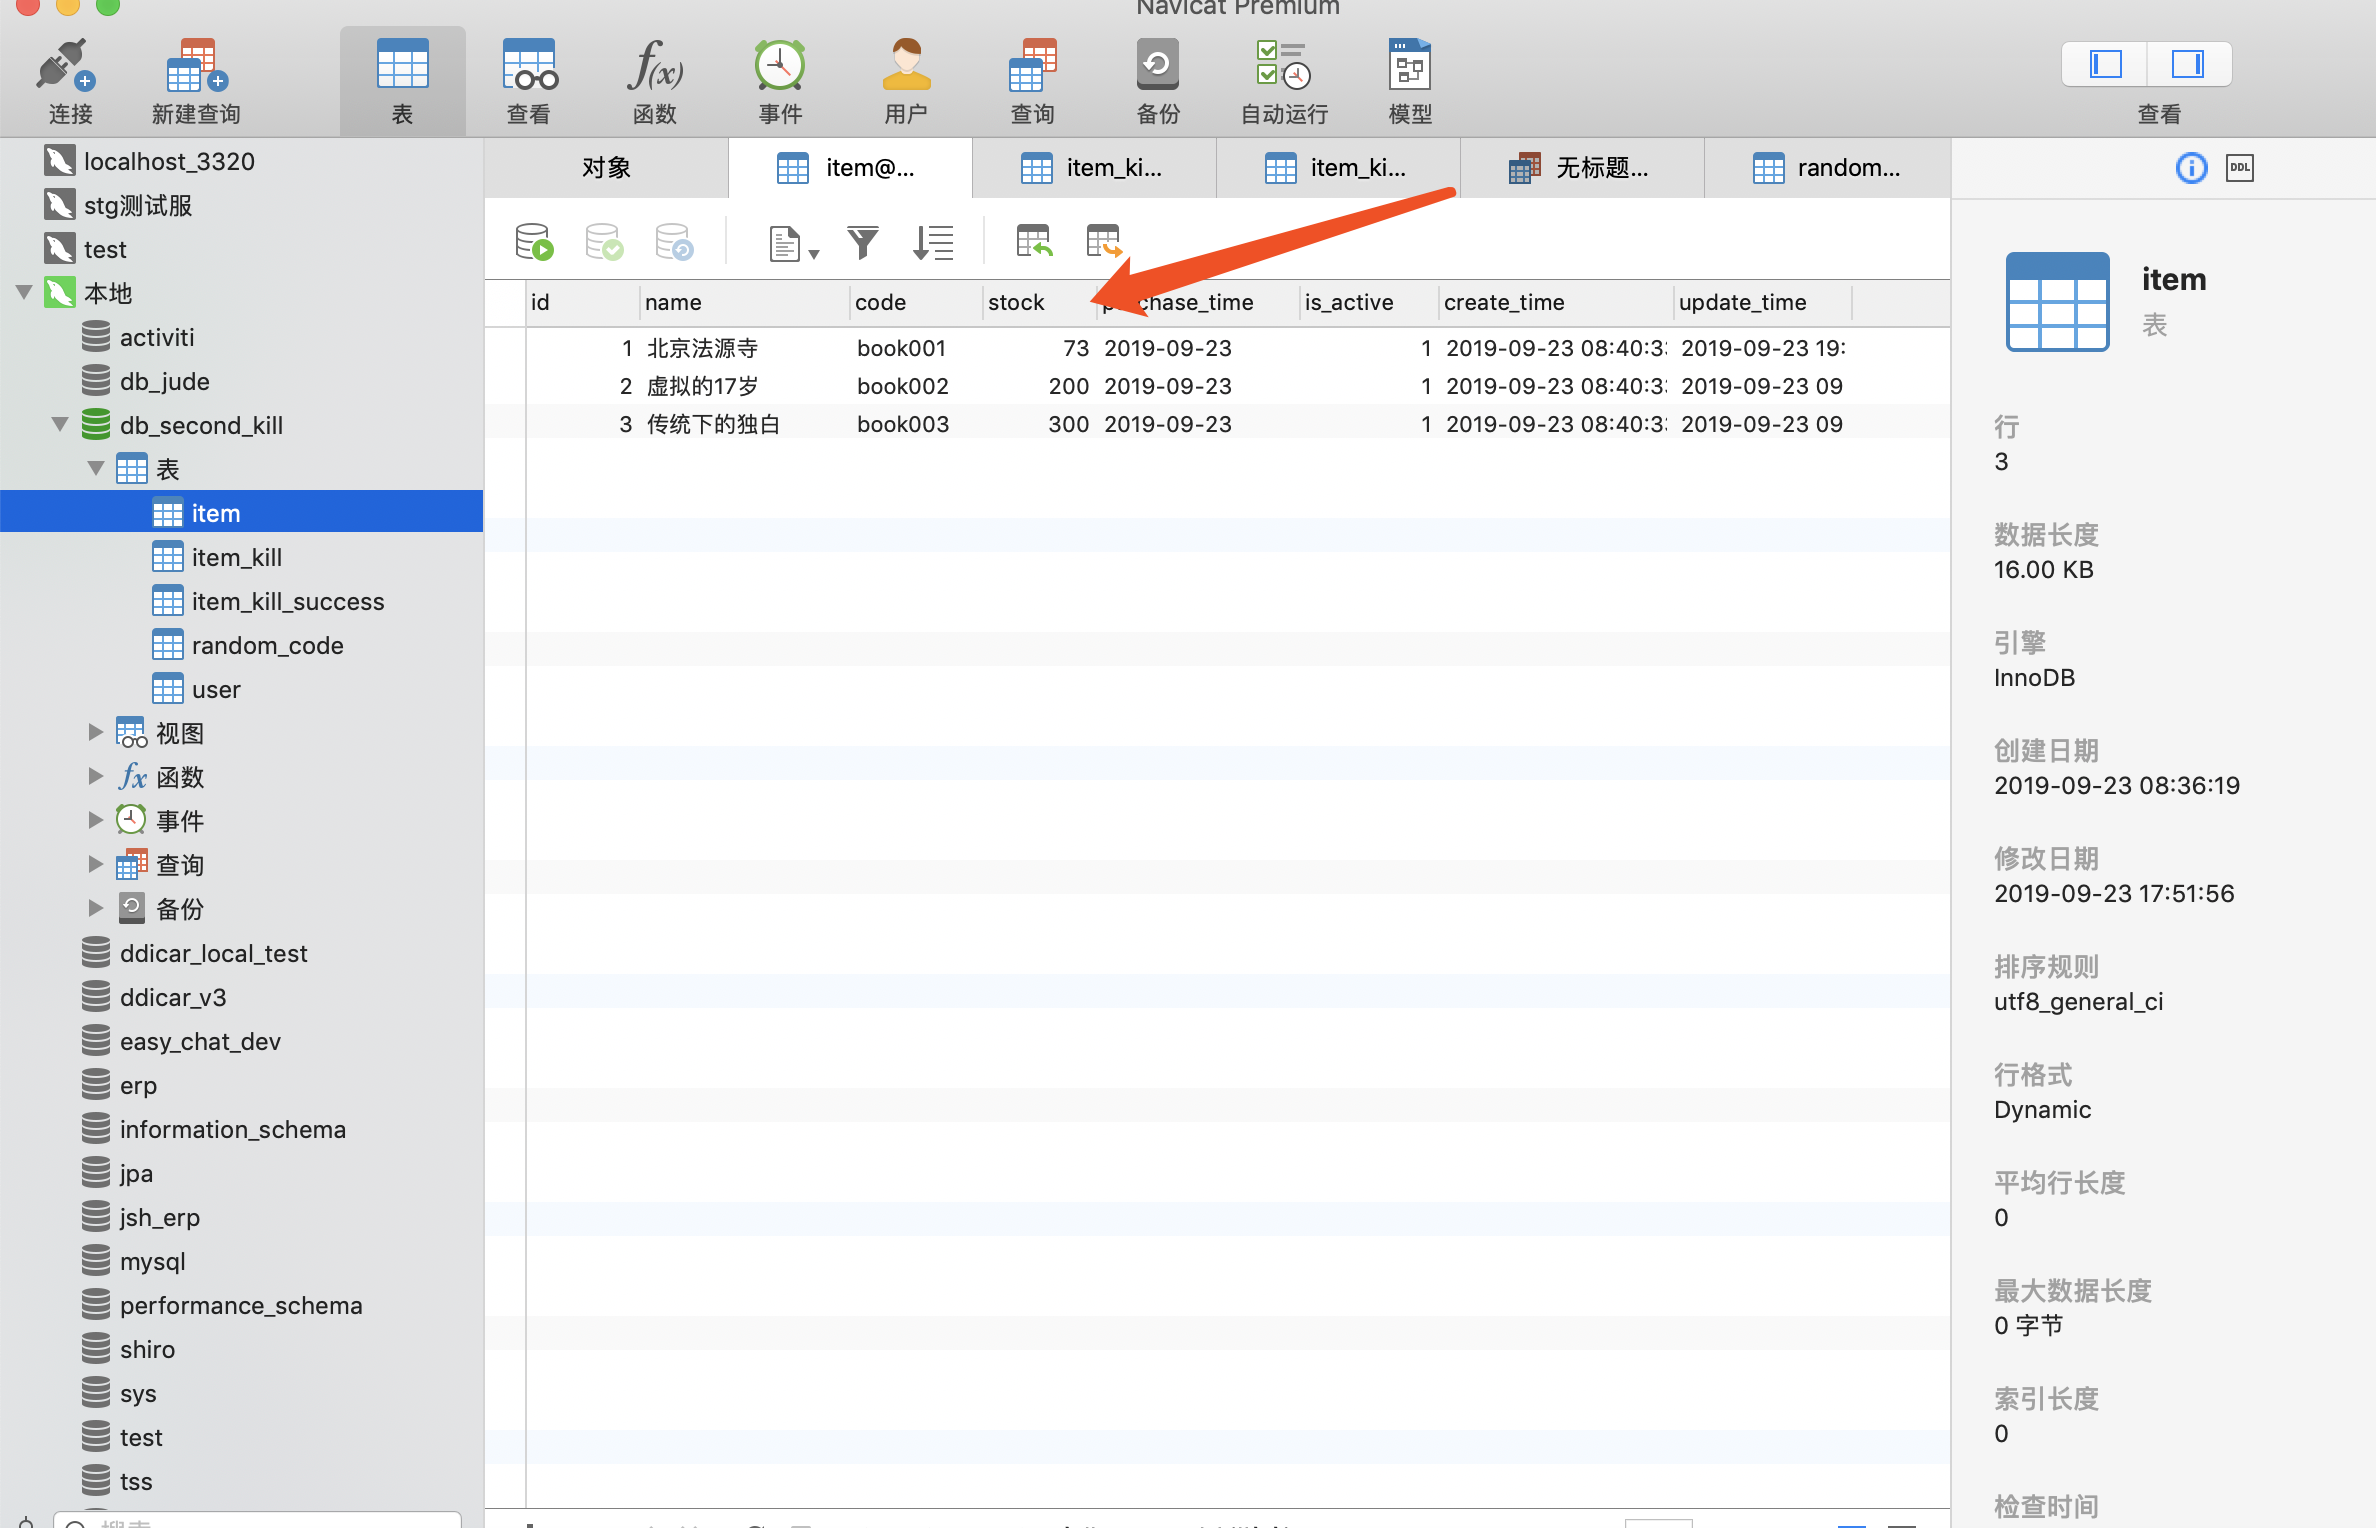 Navicat Premium
连接
新建查询
表
查看
函数
事件
用户
查询
备份
自动运行
模型
查看
localhost_3320
stg测试服
test
本地
activiti
db_jude
db_second_kill
表
item
item_kill
item_kill_success
random_code
user
视图
函数
事件
查询
备份
ddicar_local_test
ddicar_v3
easy_chat_dev
erp
information_schema
jpa
jsh_erp
mysql
performance_schema
shiro
sys
test
tss
对象 item@... item_ki... item_ki... 无标题... random...
id name code stock purchase_time is_active create_time update_time
1 北京法源寺 book001 73 2019-09-23 1 2019-09-23 08:40:3 2019-09-23 19:
2 虚拟的17岁 book002 200 2019-09-23 1 2019-09-23 08:40:3 2019-09-23 09
3 传统下的独白 book003 300 2019-09-23 1 2019-09-23 08:40:3 2019-09-23 09
DDL
item
表
行
3
数据长度
16.00 KB
引擎
InnoDB
创建日期
2019-09-23 08:36:19
修改日期
2019-09-23 17:51:56
排序规则
utf8_general_ci
行格式
Dynamic
平均行长度
0
最大数据长度
0 字节
索引长度
0
检查时间